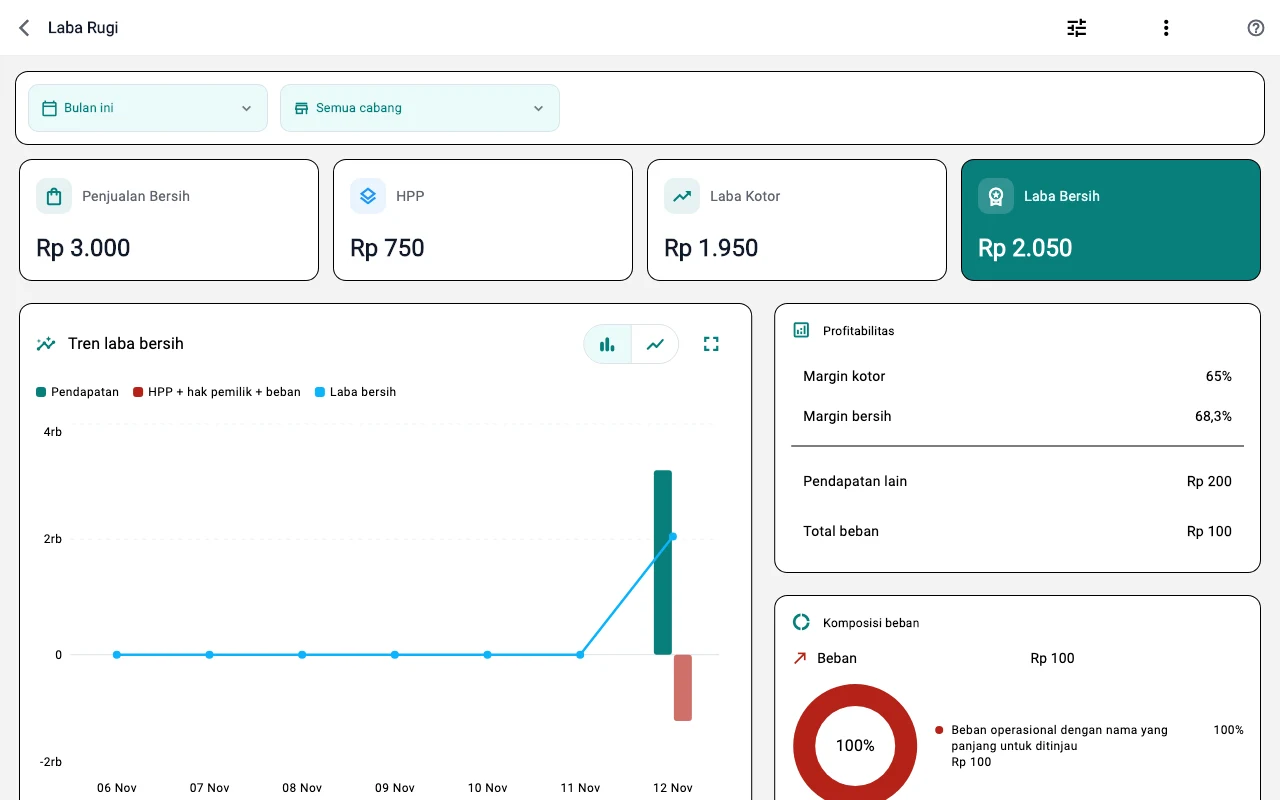 Laba Rugi
Bulan ini
Semua cabang
Penjualan Bersih
Rp 3.000
HPP
Rp 750
Laba Kotor
Rp 1.950
Laba Bersih
Rp 2.050
Tren laba bersih
Pendapatan
HPP + hak pemilik + beban
Laba bersih
4rb
2rb
0
-2rb
06 Nov
07 Nov
08 Nov
09 Nov
10 Nov
11 Nov
12 Nov
Profitabilitas
Margin kotor 65%
Margin bersih 68,3%
Pendapatan lain Rp 200
Total beban Rp 100
Komposisi beban
Beban Rp 100
100%
Beban operasional dengan nama yang 100%
panjang untuk ditinjau
Rp 100